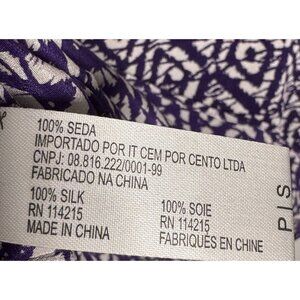 100% SEDA
IMPORTADO POR IT CEM POR CENTO LTDA
CNPJ: 08.816.222/0001-99
FABRICADO NA CHINA
100% SILK
RN 114215
MADE IN CHINA
100% SOIE
RN 114215
FABRIQUÉS EN CHINE